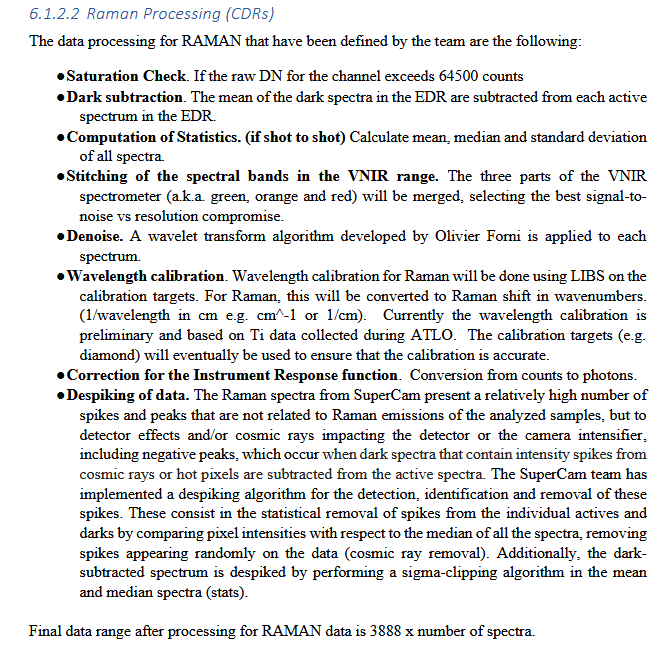 6.1.2.2 Raman Processing (CDRs)
The data processing for RAMAN that have been defined by the team are the following:
●Saturation Check. If the raw DN for the channel exceeds 64500 counts
●Dark subtraction. The mean of the dark spectra in the EDR are subtracted from each active
spectrum in the EDR.
●Computation of Statistics. (if shot to shot) Calculate mean, median and standard deviation
of all spectra.
●Stitching of the spectral bands in the VNIR range. The three parts of the VNIR
spectrometer (a.k.a. green, orange and red) will be merged, selecting the best signal-to-
noise vs resolution compromise.
●Denoise. A wavelet transform algorithm developed by Olivier Forni is applied to each
spectrum.
●Wavelength calibration. Wavelength calibration for Raman will be done using LIBS on the
calibration targets. For Raman, this will be converted to Raman shift in wavenumbers.
(1/wavelength in cm e.g. cm^-1 or 1/cm). Currently the wavelength calibration is
preliminary and based on Ti data collected during ATLO. The calibration targets (e.g.
diamond) will eventually be used to ensure that the calibration is accurate.
●Correction for the Instrument Response function. Conversion from counts to photons.
●Despiking of data. The Raman spectra from SuperCam present a relatively high number of
spikes and peaks that are not related to Raman emissions of the analyzed samples, but to
detector effects and/or cosmic rays impacting the detector or the camera intensifier,
including negative peaks, which occur when dark spectra that contain intensity spikes from
cosmic rays or hot pixels are subtracted from the active spectra. The SuperCam team has
implemented a despiking algorithm for the detection, identification and removal of these
spikes. These consist in the statistical removal of spikes from the individual actives and
darks by comparing pixel intensities with respect to the median of all the spectra, removing
spikes appearing randomly on the data (cosmic ray removal). Additionally, the dark-
subtracted spectrum is despiked by performing a sigma-clipping algorithm in the mean
and median spectra (stats).
Final data range after processing for RAMAN data is 3888 x number of spectra.